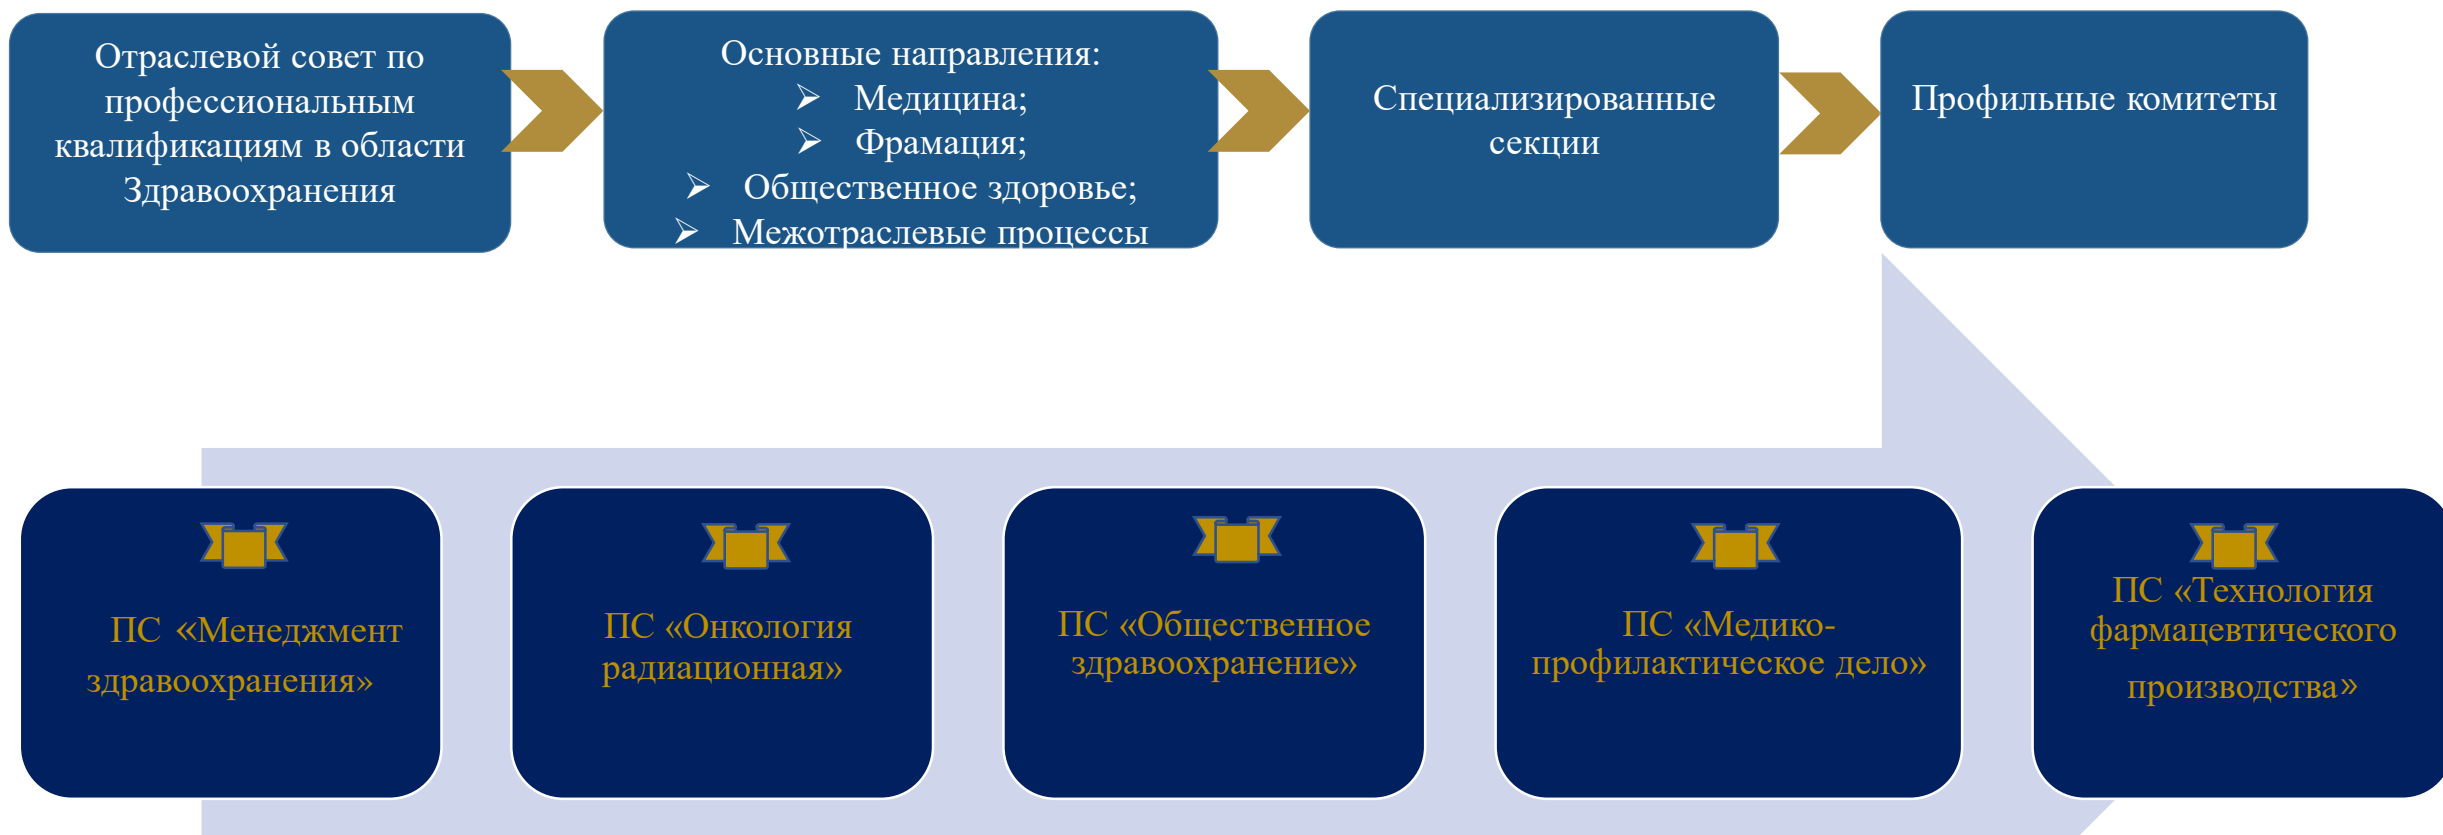 Отраслевой совет по
профессиональным
квалификациям в области
Здравоохранения
Основные направления:
➢ Медицина;
➢ Фрамация;
➢ Общественное здоровье;
➢ Межотраслевые процессы
Специализированные
секции
Профильные комитеты
ПС «Менеджмент
здравоохранения»
ПС «Онкология
радиационная»
ПС «Общественное
здравоохранение»
ПС «Медико-
профилактическое дело»
ПС «Технология
фармацевтического
производства»